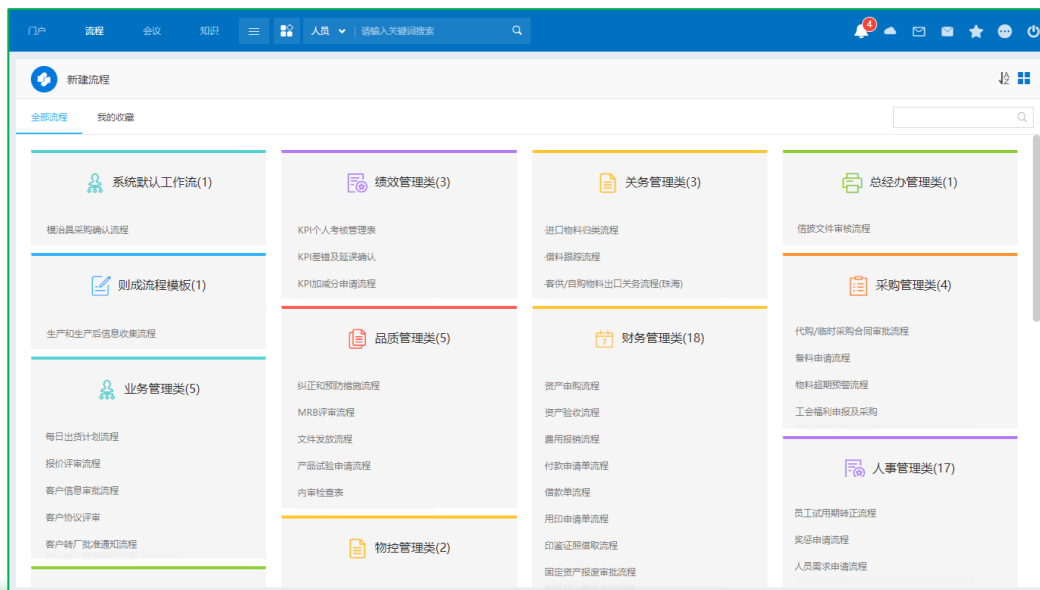 门户 流程 会议 知识 人员 请输入关键词搜索 4
新建流程
全部流程 我的收藏
系统默认工作流(1)
模治具采购确认流程
则成流程模板(1)
生产和生产后信息收集流程
业务管理类(5)
每日出货计划流程
报价评审流程
客户信息审批流程
客户协议评审
客户转厂批准通知流程
绩效管理类(3)
KPI个人考核管理表
KPI差错及延误确认
KPI加减分申请流程
品质管理类(5)
纠正和预防措施流程
MRB评审流程
文件发放流程
产品试验申请流程
内审检查表
物控管理类(2)
关务管理类(3)
·进口物料归类流程
·借料跟踪流程
·客供/自购物料出口关务流程(珠海)
财务管理类(18)
资产申购流程
资产验收流程
费用报销流程
付款申请单流程
借款单流程
用印申请单流程
印鉴证照借取流程
固定资产报废审批流程
总经办管理类(1)
信披文件审核流程
采购管理类(4)
代购/临时采购合同审批流程
备料申请流程
物料超期预警流程
工会福利申报及采购
人事管理类(17)
员工试用期转正流程
奖惩申请流程
人员需求申请流程